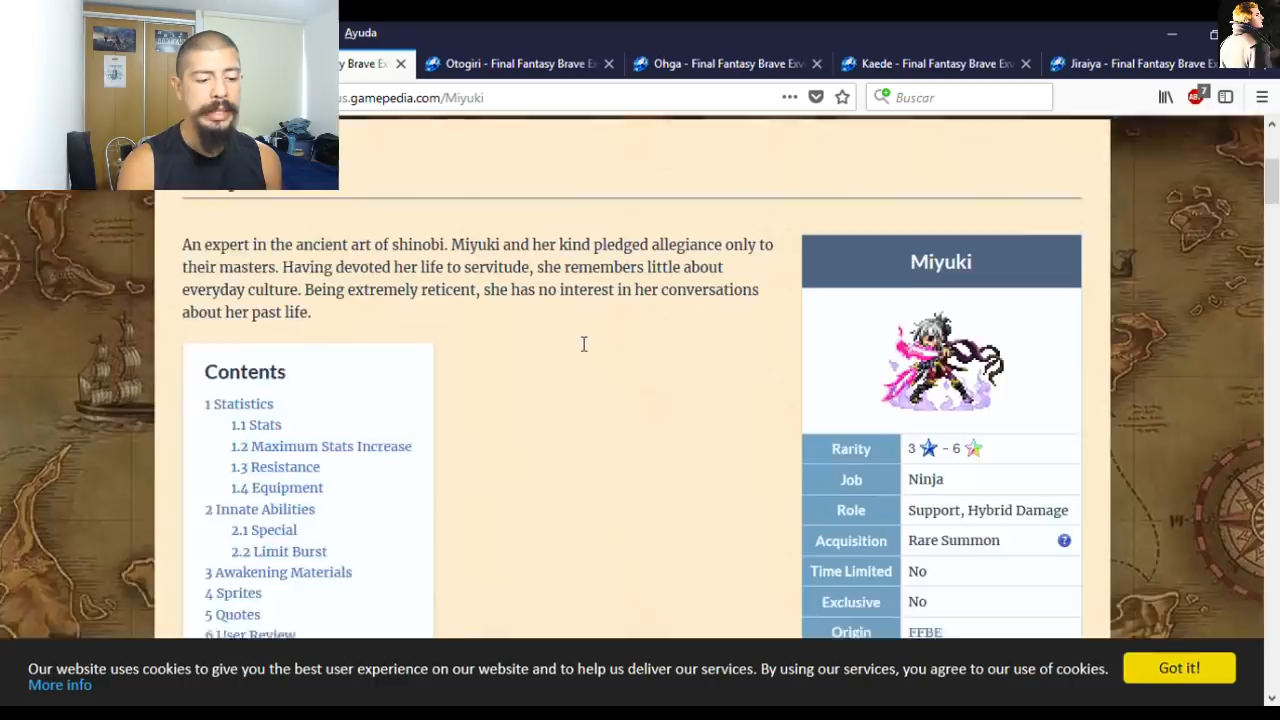 Ayuda
y Brave Ex
Otogiri - Final Fantasy Brave E
Ohga - Final Fantasy Brave Ex
Kaede - Final Fantasy Brave Ex
Jiraiya - Final Fantasy Brave E
us.gamepedia.com/Miyuki
Buscar
7
An expert in the ancient art of shinobi. Miyuki and her kind pledged allegiance only to
their masters. Having devoted her life to servitude, she remembers little about
everyday culture. Being extremely reticent, she has no interest in her conversations
about her past life.
Contents
1 Statistics
1.1 Stats
1.2 Maximum Stats Increase
1.3 Resistance
1.4 Equipment
2 Innate Abilities
2.1 Special
2.2 Limit Burst
3 Awakening Materials
4 Sprites
5 Quotes
6 User Review
Miyuki
Rarity 3 - 6
Job Ninja
Role Support, Hybrid Damage
Acquisition Rare Summon ?
Time Limited No
Exclusive No
Origin FFBE
Our website uses cookies to give you the best user experience on our website and to help us deliver our services. By using our services, you agree to our use of cookies.
More info
Got it!